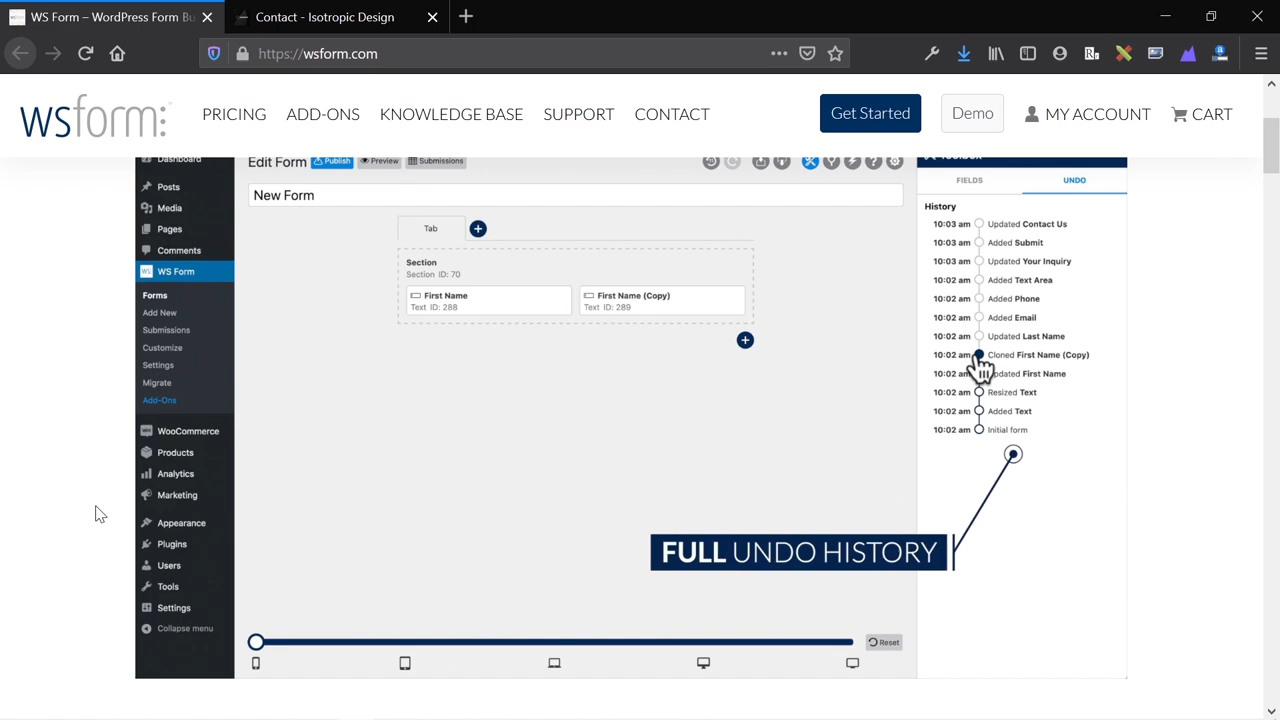 WS Form – WordPress Form Bu
Contact - Isotropic Design
https://wsform.com
wsform:
PRICING
ADD-ONS
KNOWLEDGE BASE
SUPPORT
CONTACT
Get Started
Demo
MY ACCOUNT
CART
Dashboard
Posts
Media
Pages
Comments
WS Form
Forms
Add New
Submissions
Customize
Settings
Migrate
Add-Ons
WooCommerce
Products
Analytics
Marketing
Appearance
Plugins
Users
Tools
Settings
Collapse menu
Edit Form
Publish
Preview
Submissions
New Form
Tab
Section
Section ID: 70
First Name
Text ID: 288
First Name (Copy)
Text ID: 289
TOOLBOX
FIELDS
UNDO
History
10:03 am Updated Contact Us
10:03 am Added Submit
10:03 am Updated Your Inquiry
10:02 am Added Text Area
10:02 am Added Phone
10:02 am Added Email
10:02 am Updated Last Name
10:02 am Cloned First Name (Copy)
10:02 am pdated First Name
10:02 am Resized Text
10:02 am Added Text
10:02 am Initial form
FULL UNDO HISTORY
Reset